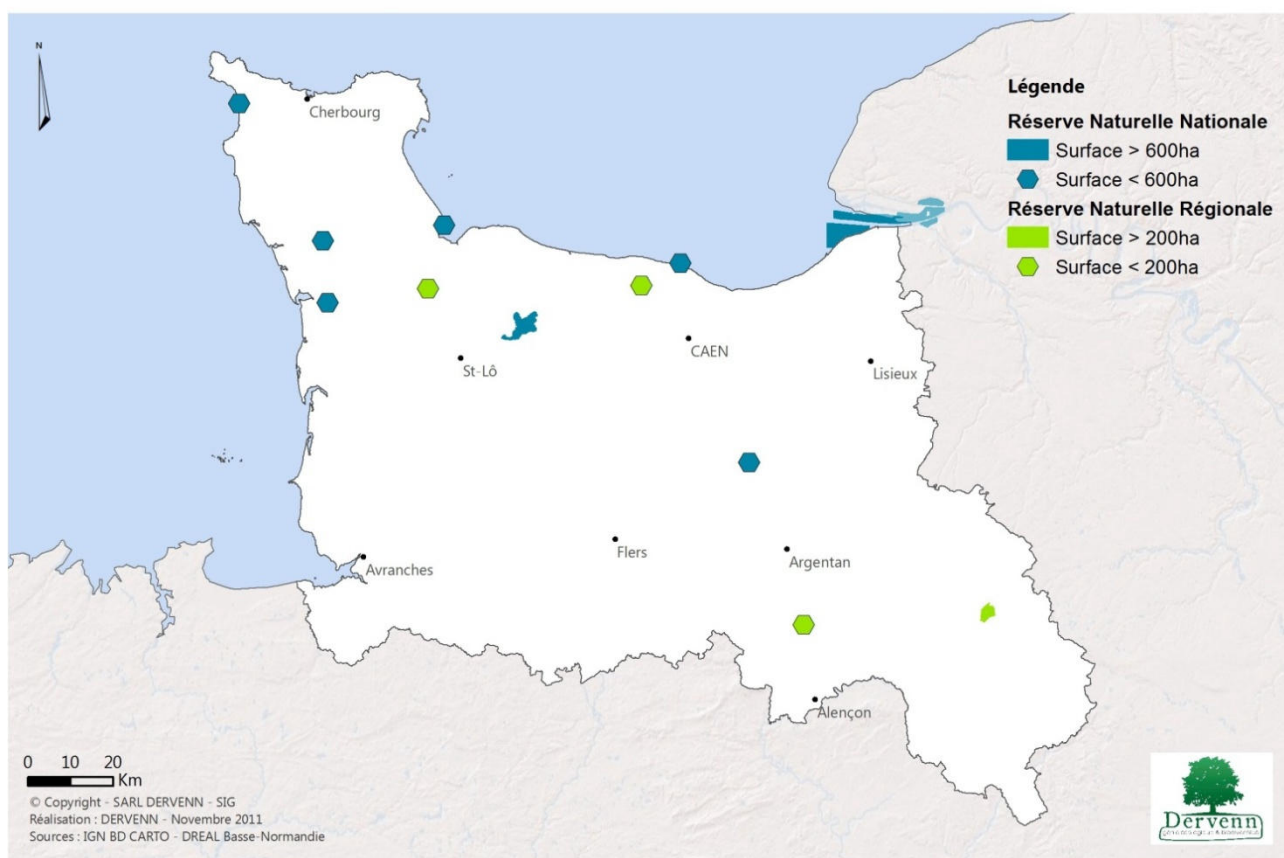 N
Cherbourg
Légende
Réserve Naturelle Nationale
Surface > 600ha
Surface < 600ha
Réserve Naturelle Régionale
Surface > 200ha
Surface < 200ha
CAEN
St-Lô
Lisieux
Flers
Avranches
Argentan
Alençon
0 10 20
Km
© Copyright - SARL DERVENN - SIG
Réalisation : DERVENN - Novembre 2011
Sources : IGN BD CARTO - DREAL Basse-Normandie
Dervenn